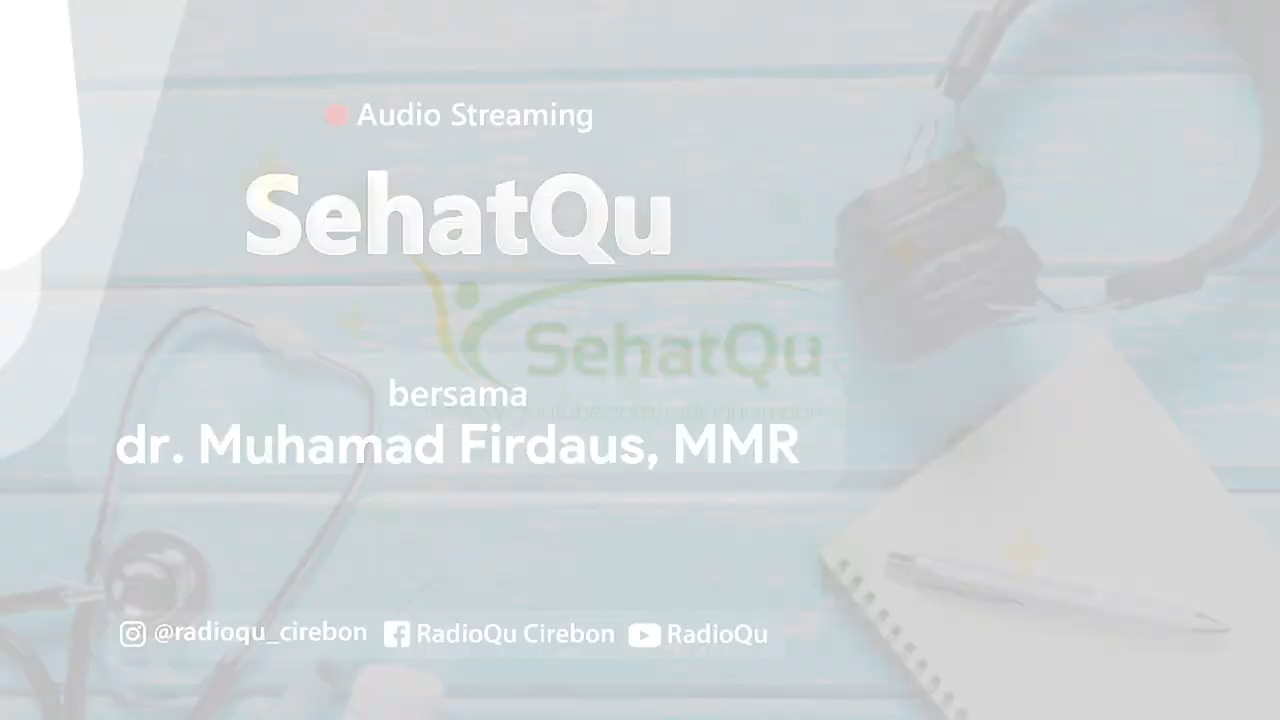 Audio Streaming
SehatQu
SehatQu
bersama
dr. Muhamad Firdaus, MMR
@radioqu_cirebon RadioQu Cirebon RadioQu